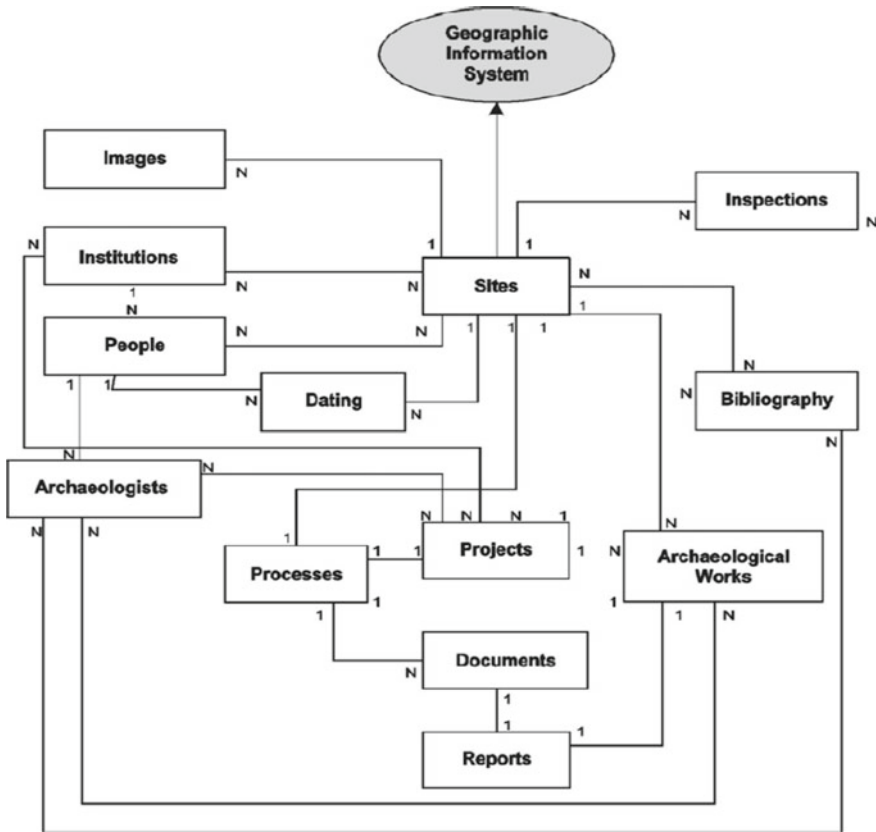 Geographic
Information
System
Images
N
Inspections
N
N
N
1
1
Institutions
N
N
N
Sites
1
1
N
People
N
N
1
1
1
1
1
N
Dating
N
N
N
Bibliography
N
N
Archaeologists
N
N
N
N
N
N
1
N
1
Processes
1
1
Projects
1
N
Archaeological
Works
1
1
1
1
N
Documents
N
1
1
1
Reports